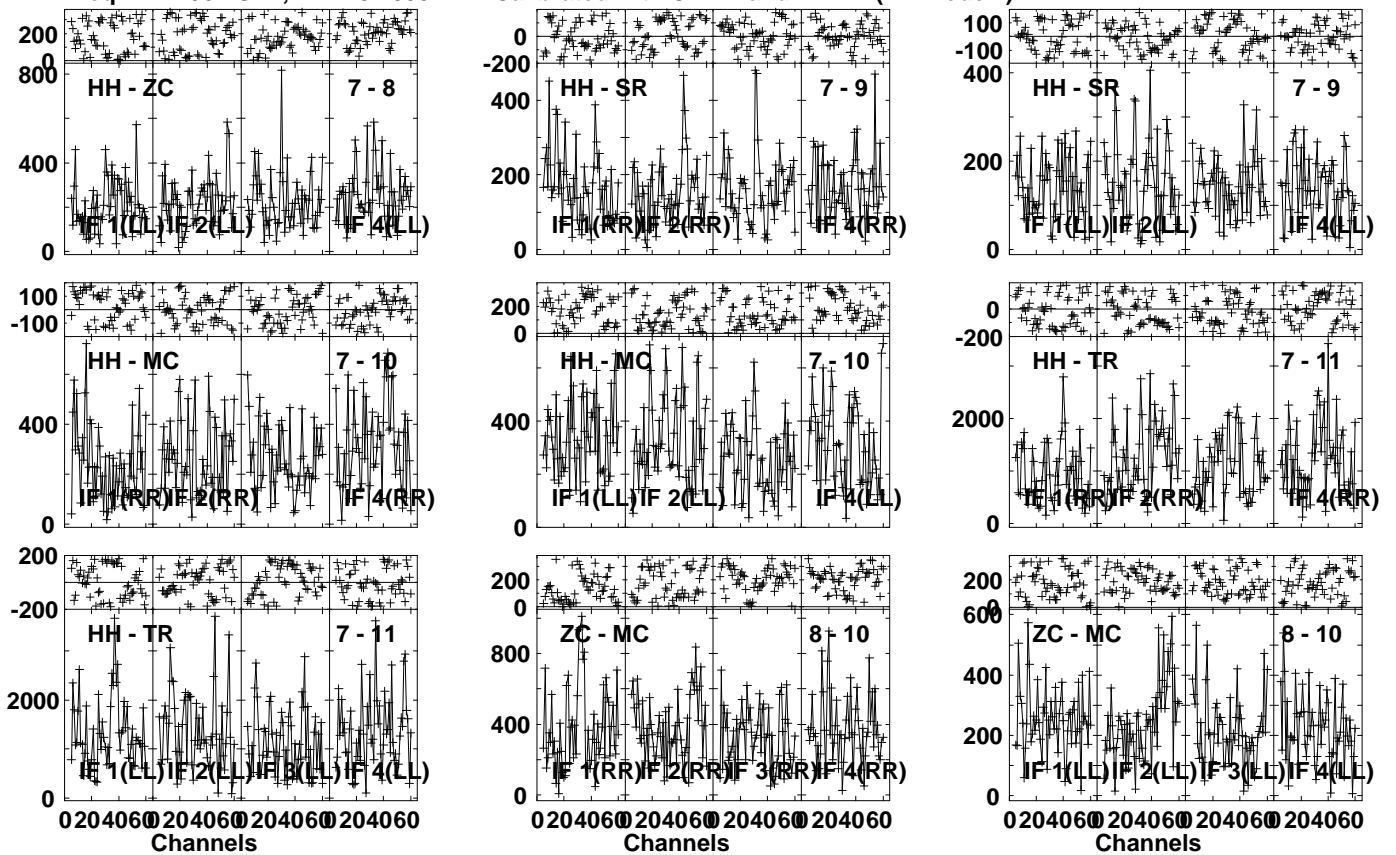 200
0
0
-200
100
-100
800
HH - ZC 7 - 8
400
0
IF 1(LL) IF 2(LL) IF 4(LL)
400
HH - SR 7 - 9
200
0
IF 1(RR) IF 2(RR) IF 4(RR)
400
HH - SR 7 - 9
200
0
IF 1(LL) IF 2(LL) IF 4(LL)
100
-100
200
0
0
-200
HH - MC 7 - 10
400
0
IF 1(RR) IF 2(RR) IF 4(RR)
HH - MC 7 - 10
400
0
IF 1(LL) IF 2(LL) IF 4(LL)
HH - TR 7 - 11
2000
0
IF 1(RR) IF 2(RR) IF 4(RR)
200
-200
200
0
200
0
HH - TR 7 - 11
2000
0
IF 1(LL) IF 2(LL) IF 3(LL) IF 4(LL)
ZC - MC 8 - 10
800
400
0
IF 1(RR) IF 2(RR) IF 3(RR) IF 4(RR)
600
ZC - MC 8 - 10
400
200
0
IF 1(LL) IF 2(LL) IF 3(LL) IF 4(LL)
0 20 40 60 0 20 40 60 0 20 40 60 0 20 40 60
Channels
0 20 40 60 0 20 40 60 0 20 40 60 0 20 40 60
Channels
0 20 40 60 0 20 40 60 0 20 40 60 0 20 40 60
Channels